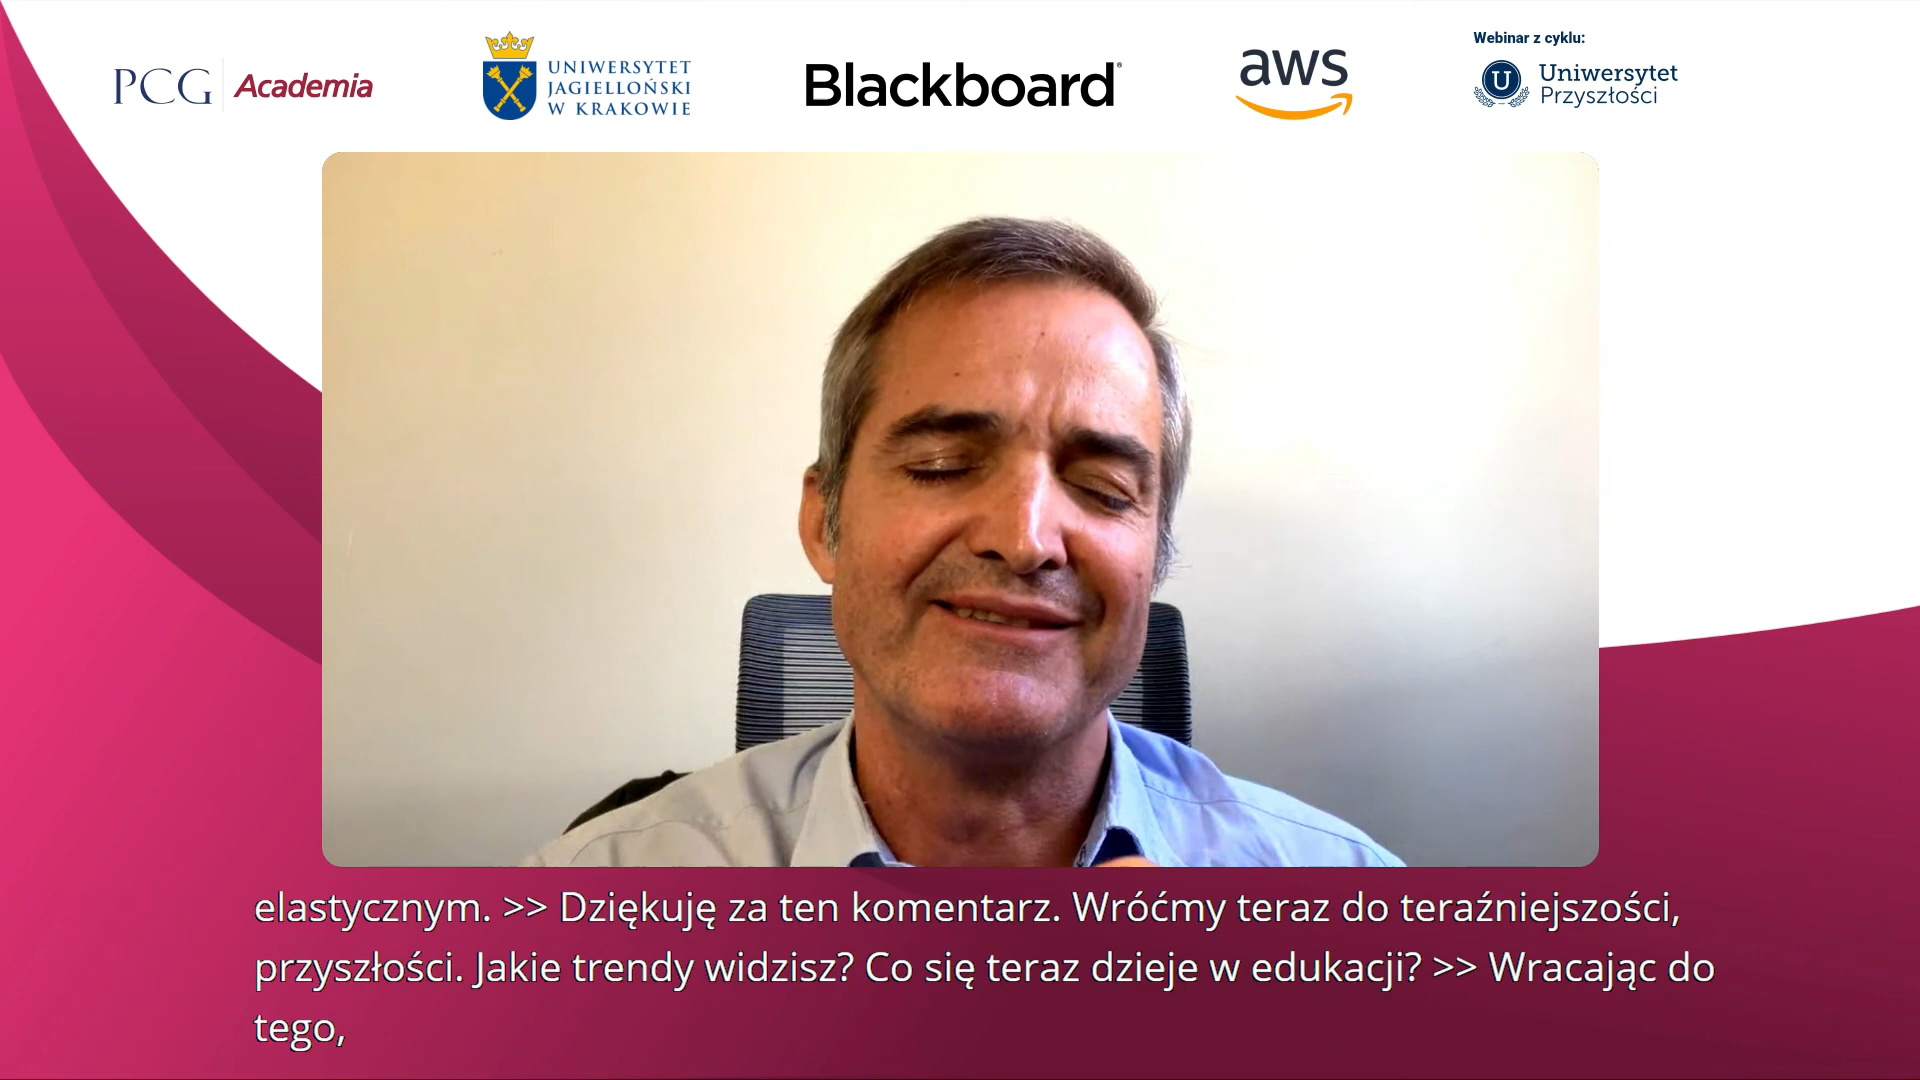 Webinar z cyklu:
PCG Academia
UNIWERSYTET
JAGIELLOŃSKI
W KRAKOWIE
Blackboard®
aws
U Uniwersytet
Przyszłości
elastycznym. >> Dziękuję za ten komentarz. Wróćmy teraz do teraźniejszości,
przyszłości. Jakie trendy widzisz? Co się teraz dzieje w edukacji? >> Wracając do
tego,